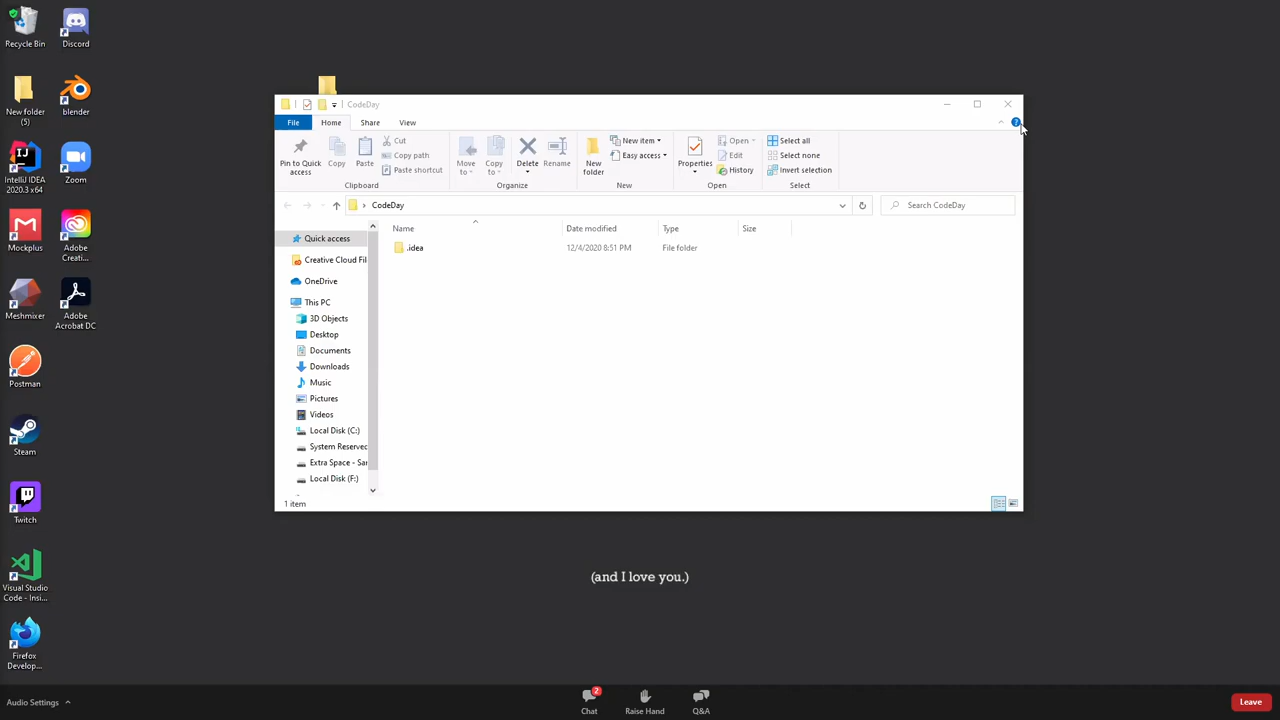 Recycle Bin
Discord
New folder
(5)
blender
IntelliJ IDEA
2020.3 x64
Zoom
Mockplus
Adobe
Creati...
Meshmixer
Adobe
Acrobat DC
Postman
Steam
Twitch
Visual Studio
Code - Insi...
Firefox
Develop...
CodeDay
File
Home
Share
View
Pin to Quick
access
Copy
Paste
Cut
Copy path
Paste shortcut
Clipboard
Move
to
Copy
to
Delete
Rename
Organize
New
folder
New item
Easy access
New
Properties
Open
Edit
History
Open
Select all
Select none
Invert selection
Select
CodeDay
Search CodeDay
Quick access
Creative Cloud Fil
OneDrive
This PC
3D Objects
Desktop
Documents
Downloads
Music
Pictures
Videos
Local Disk (C:)
System Reserved
Extra Space - Sa
Local Disk (F:)
Name
Date modified
Type
Size
.idea
12/4/2020 8:51 PM
File folder
1 item
(and I love you.)
Audio Settings
2
Chat
Raise Hand
Q&A
Leave